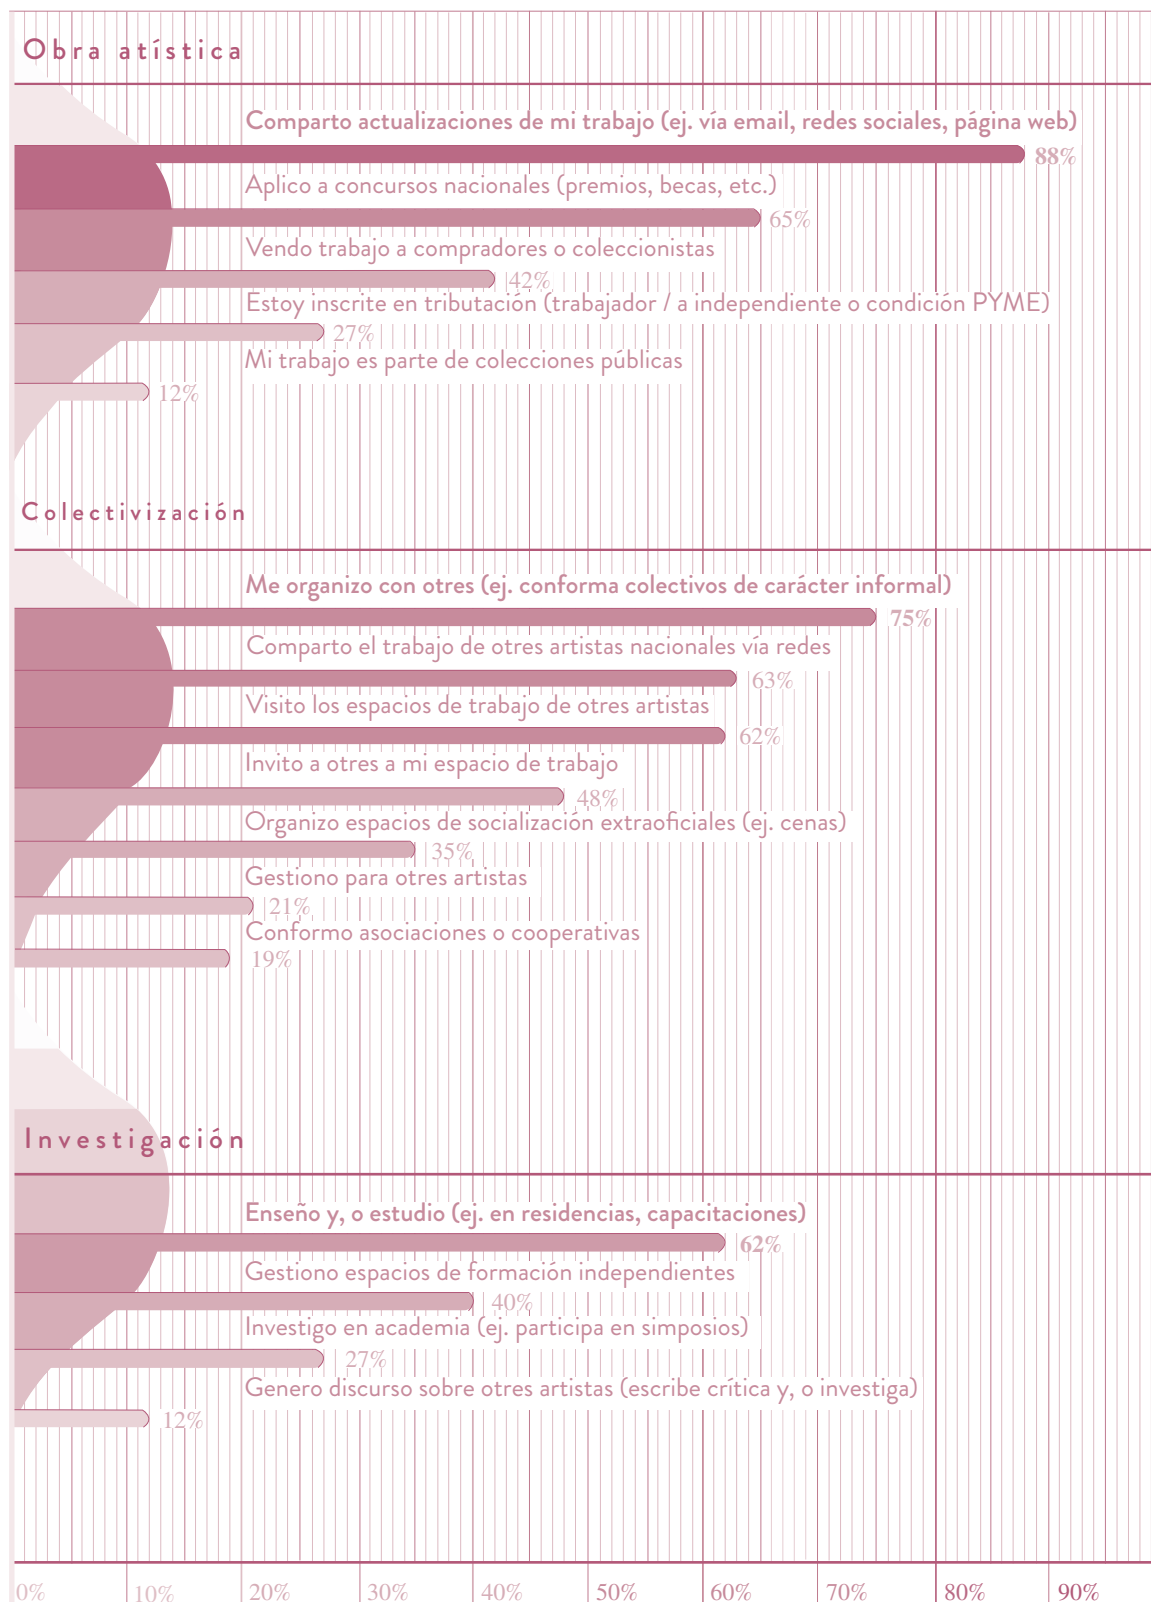 Obra atística
Comparto actualizaciones de mi trabajo (ej. vía email, redes sociales, página web)
88%
Aplico a concursos nacionales (premios, becas, etc.)
65%
Vendo trabajo a compradores o coleccionistas
42%
Estoy inscrite en tributación (trabajador / a independiente o condición PYME)
27%
Mi trabajo es parte de colecciones públicas
12%
Colectivización
Me organizo con otres (ej. conforma colectivos de carácter informal)
75%
Comparto el trabajo de otres artistas nacionales vía redes
63%
Visito los espacios de trabajo de otres artistas
62%
Invito a otres a mi espacio de trabajo
48%
Organizo espacios de socialización extraoficiales (ej. cenas)
35%
Gestiono para otres artistas
21%
Conformo asociaciones o cooperativas
19%
Investigación
Enseño y, o estudio (ej. en residencias, capacitaciones)
62%
Gestiono espacios de formación independientes
40%
Investigo en academia (ej. participa en simposios)
27%
Genero discurso sobre otres artistas (escribe crítica y, o investiga)
12%
0% 10% 20% 30% 40% 50% 60% 70% 80% 90%